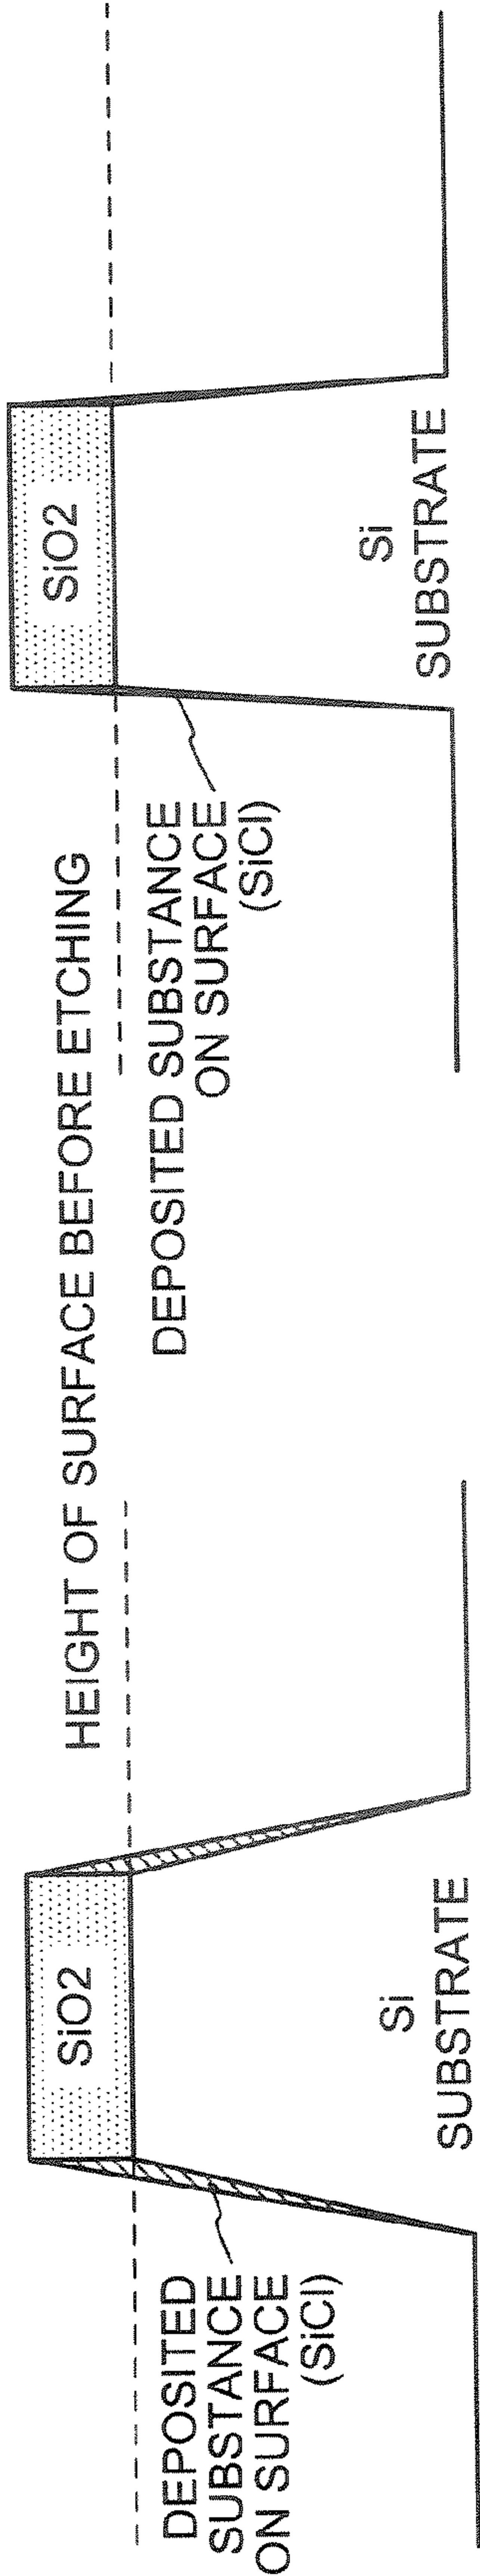 HEIGHT OF SURFACE BEFORE ETCHING
SiO2
DEPOSITED
SUBSTANCE
ON SURFACE
(SiCl)
Si
SUBSTRATE
SiO2
DEPOSITED SUBSTANCE
ON SURFACE
(SiCl)
Si
SUBSTRATE